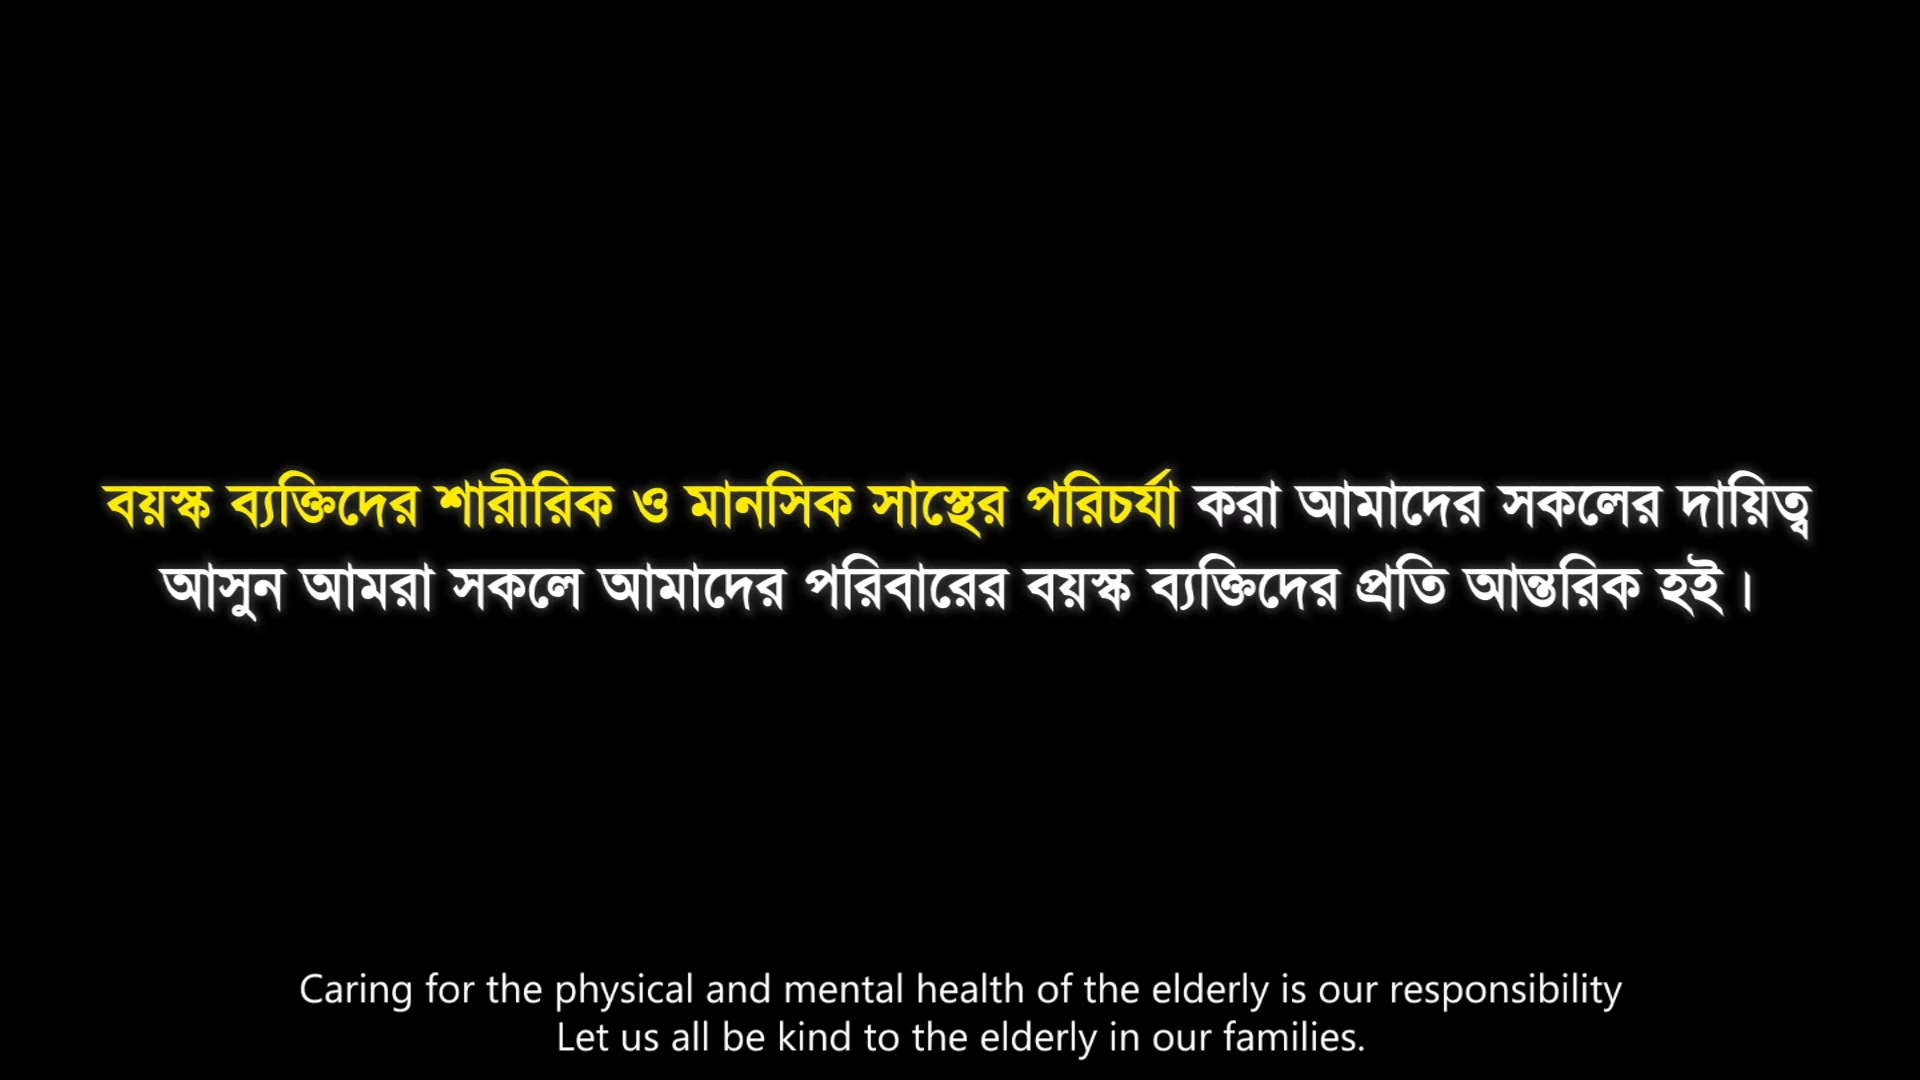 বয়স্ক ব্যক্তিদের শারীরিক ও মানসিক সাস্থের পরিচর্যা করা আমাদের সকলের দায়িত্ব
আসুন আমরা সকলে আমাদের পরিবারের বয়স্ক ব্যক্তিদের প্রতি আন্তরিক হই ।
Caring for the physical and mental health of the elderly is our responsibility
Let us all be kind to the elderly in our families.